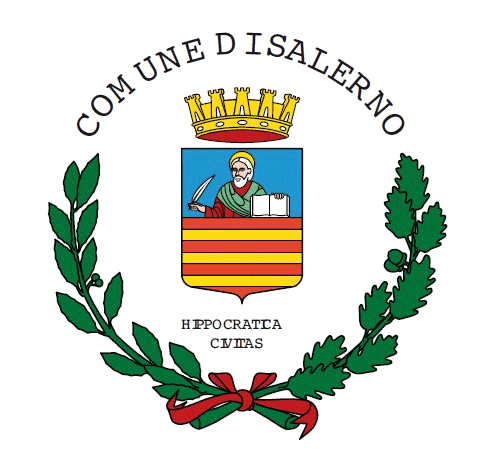 COMUNE DI SALERNO
HIPPOCRATICA
CIVITAS